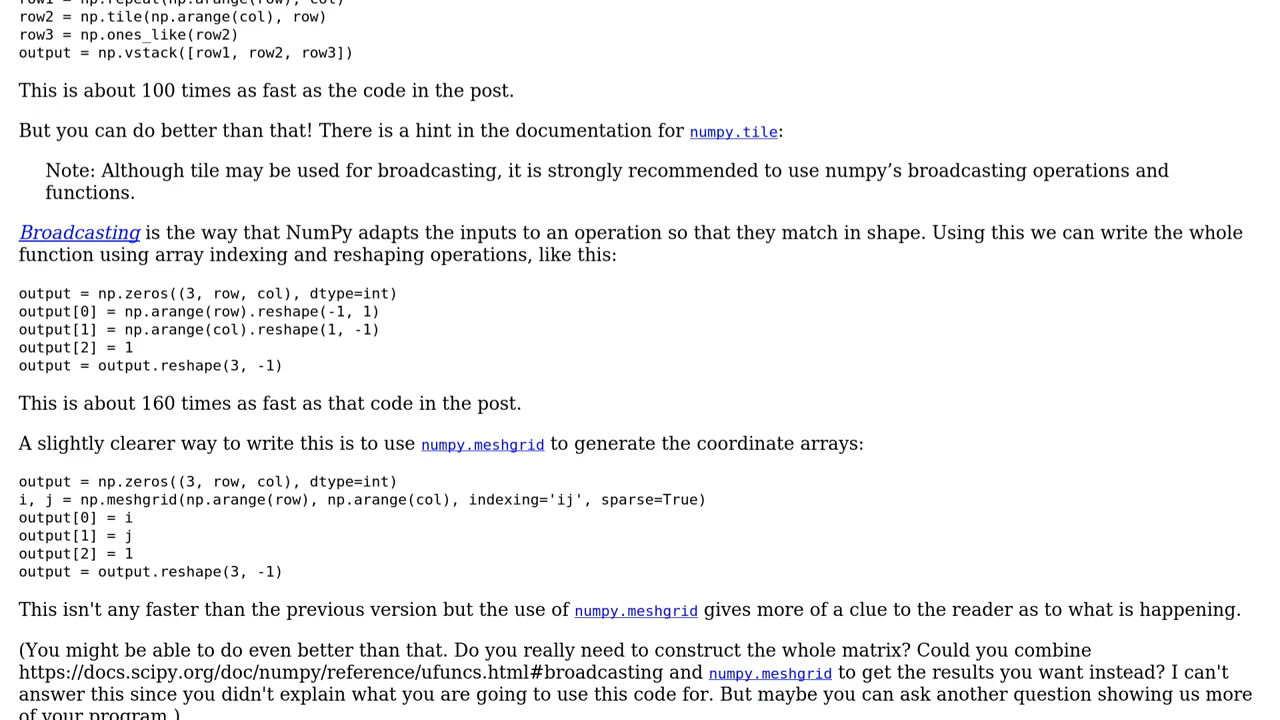 row1 = np.repeat(np.arange(row), col)
row2 = np.tile(np.arange(col), row)
row3 = np.ones_like(row2)
output = np.vstack([row1, row2, row3])
This is about 100 times as fast as the code in the post.
But you can do better than that! There is a hint in the documentation for numpy.tile:
Note: Although tile may be used for broadcasting, it is strongly recommended to use numpy’s broadcasting operations and
functions.
Broadcasting is the way that NumPy adapts the inputs to an operation so that they match in shape. Using this we can write the whole
function using array indexing and reshaping operations, like this:
output = np.zeros((3, row, col), dtype=int)
output[0] = np.arange(row).reshape(-1, 1)
output[1] = np.arange(col).reshape(1, -1)
output[2] = 1
output = output.reshape(3, -1)
This is about 160 times as fast as that code in the post.
A slightly clearer way to write this is to use numpy.meshgrid to generate the coordinate arrays:
output = np.zeros((3, row, col), dtype=int)
i, j = np.meshgrid(np.arange(row), np.arange(col), indexing='ij', sparse=True)
output[0] = i
output[1] = j
output[2] = 1
output = output.reshape(3, -1)
This isn't any faster than the previous version but the use of numpy.meshgrid gives more of a clue to the reader as to what is happening.
(You might be able to do even better than that. Do you really need to construct the whole matrix? Could you combine
https://docs.scipy.org/doc/numpy/reference/ufuncs.html#broadcasting and numpy.meshgrid to get the results you want instead? I can't
answer this since you didn't explain what you are going to use this code for. But maybe you can ask another question showing us more
of your program.)